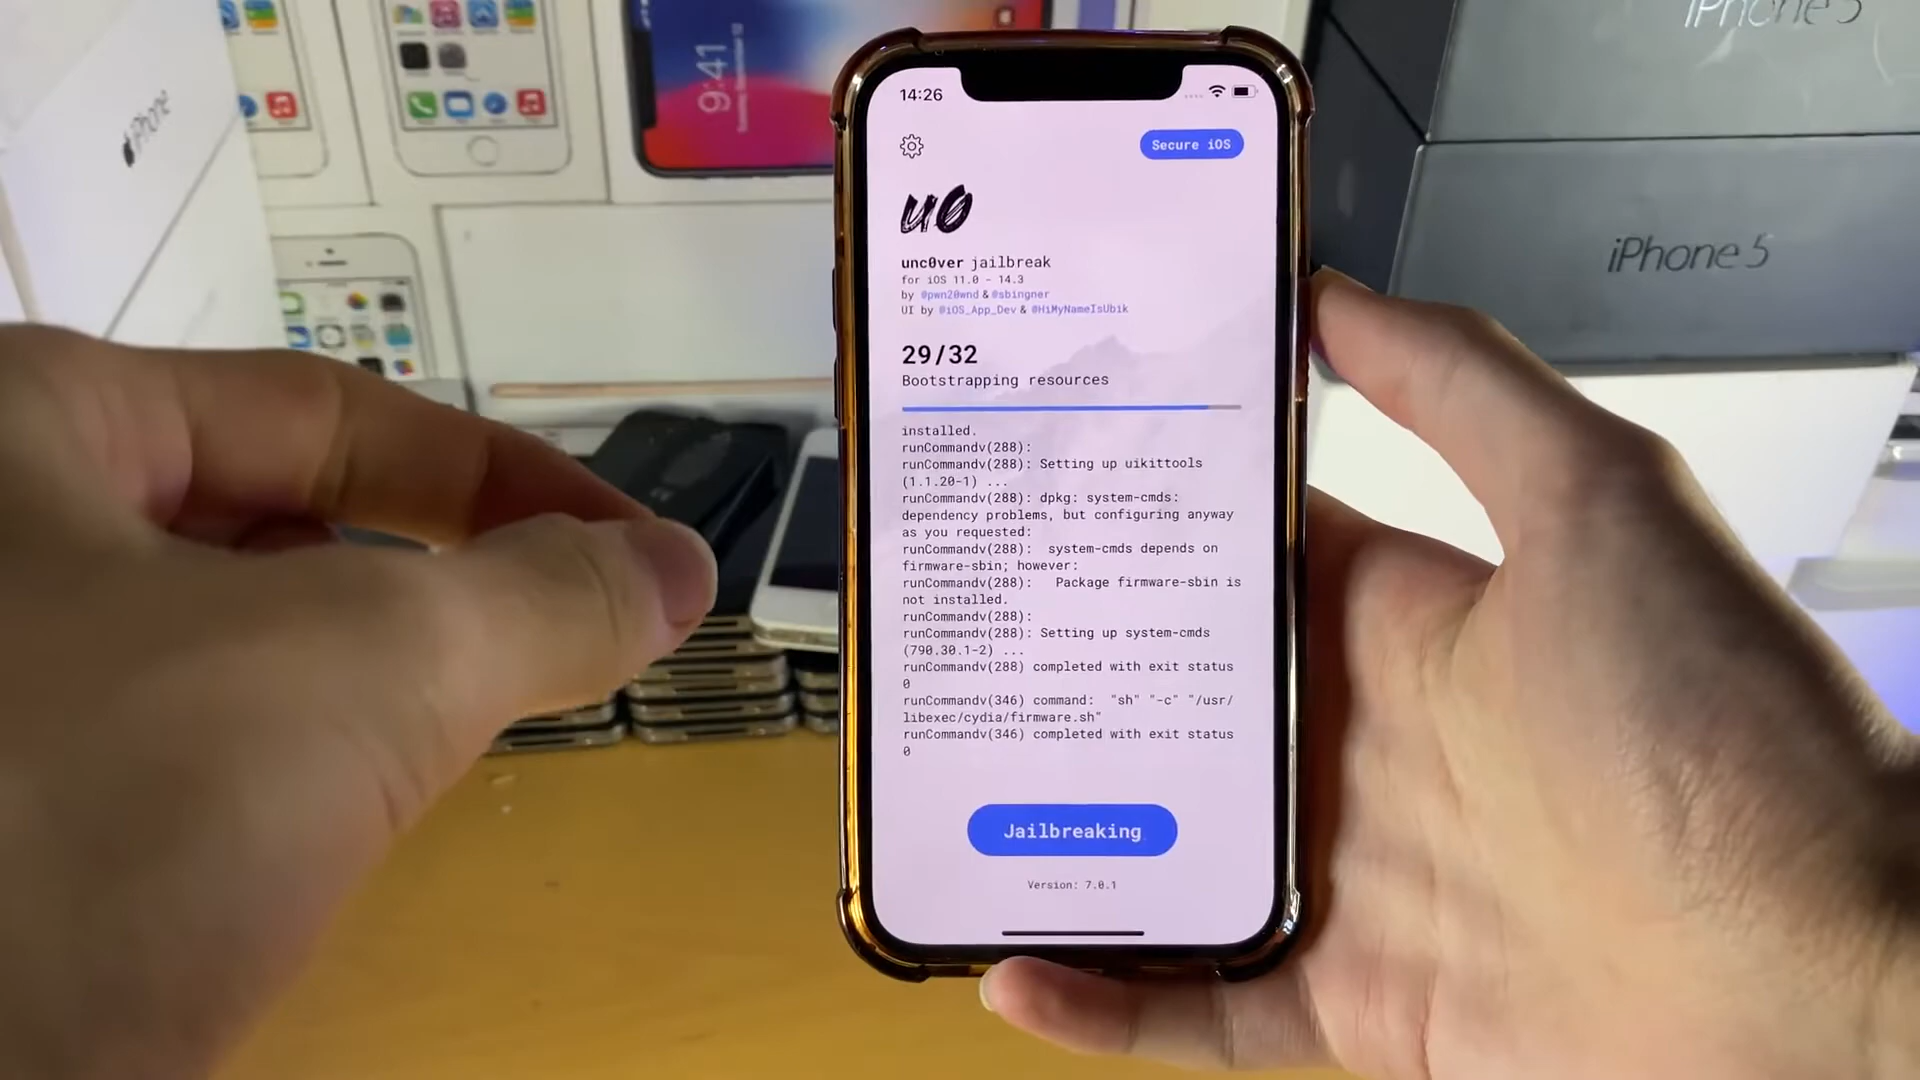 iPhone
9:41
iPhone 5
iPhone 5
14:26
Secure iOS
u0
unc0ver jailbreak
for iOS 11.0 - 14.3
by @pwn20wnd & @sbingner
UI by @iOS_App_Dev & @HiMyNameIsUbik
29/32
Bootstrapping resources
installed.
runCommandv(288):
runCommandv(288): Setting up uikittools
(1.1.20-1) ...
runCommandv(288): dpkg: system-cmds:
dependency problems, but configuring anyway
as you requested:
runCommandv(288):  system-cmds depends on
firmware-sbin; however:
runCommandv(288):   Package firmware-sbin is
not installed.
runCommandv(288):
runCommandv(288): Setting up system-cmds
(790.30.1-2) ...
runCommandv(288) completed with exit status
0
runCommandv(346) command:  "sh" "-c" "/usr/
libexec/cydia/firmware.sh"
runCommandv(346) completed with exit status
0
Jailbreaking
Version: 7.0.1